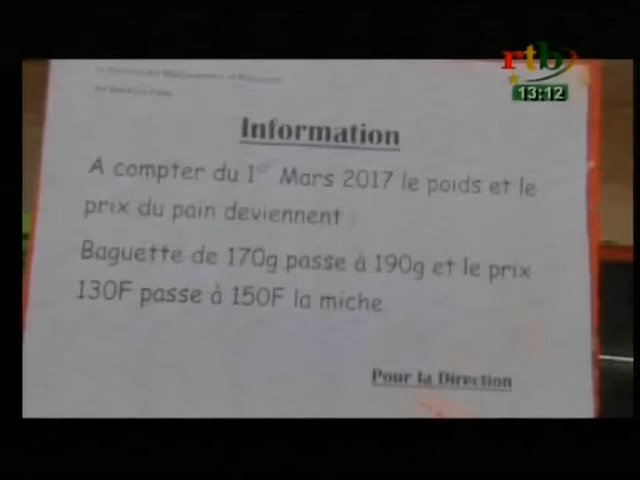 rtb
13:12
Information
A compter du 1er Mars 2017 le poids et le
prix du pain deviennent :
Baguette de 170g passe à 190g et le prix
130F passe à 150F la miche
Pour la Direction